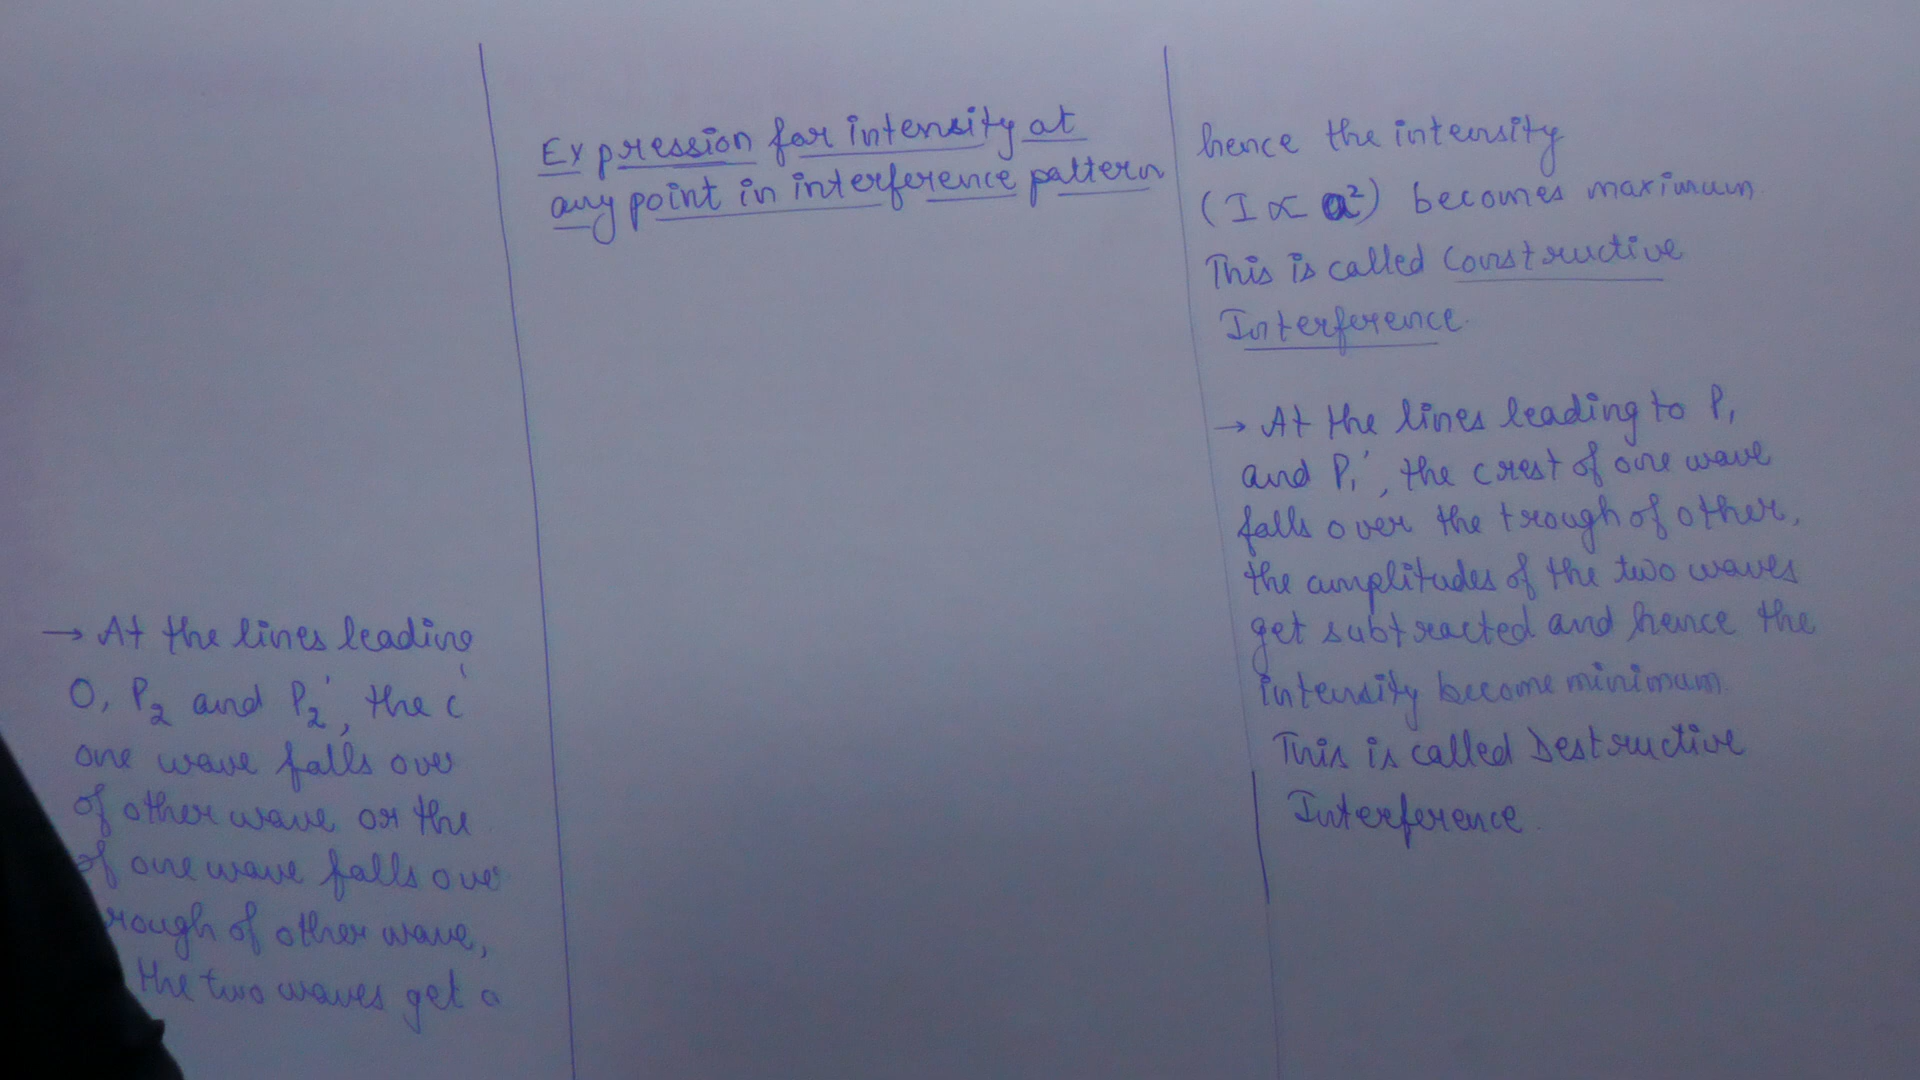 → At the lines leading
O, P₂ and P₂', the
one wave falls over
of other wave or the
of one wave falls over
rough of other wave,
the two waves get a
Expression for intensity at
any point in interference pattern
hence the intensity
(I ∝ a²) becomes maximum
This is called Constructive
Interference.
→ At the lines leading to P₁
and P₁', the crest of one wave
falls over the trough of other,
the amplitudes of the two waves
get subtracted and hence the
intensity become minimum
This is called Destructive
Interference.